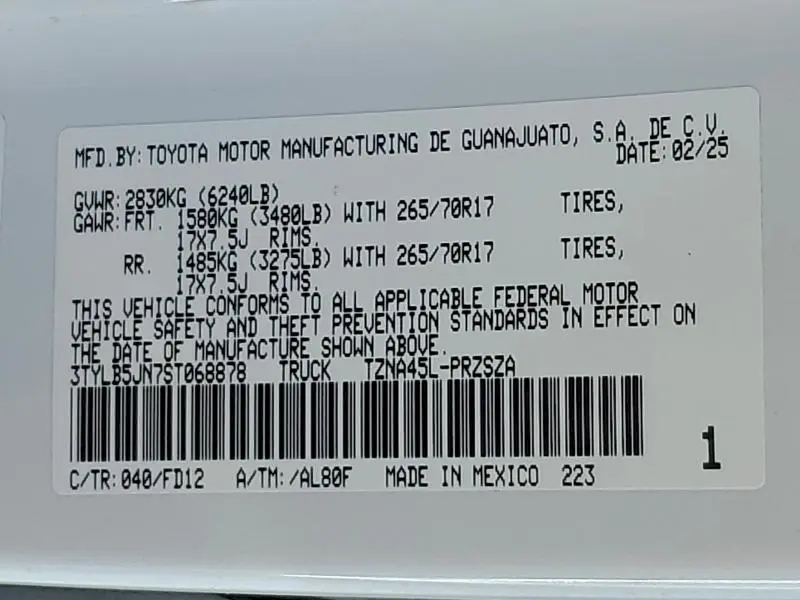 MFD.BY: TOYOTA MOTOR MANUFACTURING DE GUANAJUATO, S.A. DE C.V.
DATE: 02/25
GVWR: 2830KG (6240LB)
GAWR: FRT. 1580KG (3480LB) WITH 265/70R17 TIRES,
17X7.5J RIMS.
RR. 1485KG (3275LB) WITH 265/70R17 TIRES,
17X7.5J RIMS.
THIS VEHICLE CONFORMS TO ALL APPLICABLE FEDERAL MOTOR
VEHICLE SAFETY AND THEFT PREVENTION STANDARDS IN EFFECT ON
THE DATE OF MANUFACTURE SHOWN ABOVE.
3TYLB5JN7ST068878 TRUCK TZNA45L-PRZSZA
1
C/TR: 040/FD12 A/TM: /AL80F MADE IN MEXICO 223